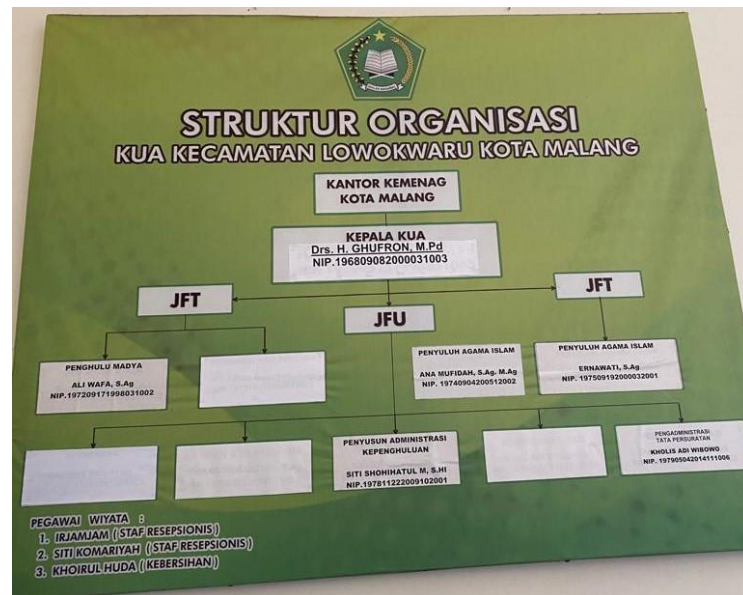 STRUKTUR ORGANISASI
KUA KECAMATAN LOWOKWARU KOTA MALANG
KANTOR KEMENAG
KOTA MALANG
KEPALA KUA
Drs. H. GHUFRON, M.Pd
NIP.196809082000031003
JFT
JFU
JFT
PENGHULU MADYA
ALI WAFA, S.Ag
NIP.197209171998031002
PENYULUH AGAMA ISLAM
ANA MUFIDAH, S.Ag. M.Ag
NIP. 19740904200512002
PENYULUH AGAMA ISLAM
ERNAWATI, S.Ag
NIP. 197509192000032001
PENYUSUN ADMINISTRASI
KEPENGHULUAN
SITI SHOHIHATUL M, S.HI
NIP.197811222009102001
PENGADMINISTRASI
TATA PERSURATAN
KHOLIS ADI WIBOWO
NIP. 197905042014111006
PEGAWAI WIYATA :
1. IRJAMJAM ( STAF RESEPSIONIS )
2. SITI KOMARIYAH ( STAF RESEPSIONIS )
3. KHOIRUL HUDA ( KEBERSIHAN )